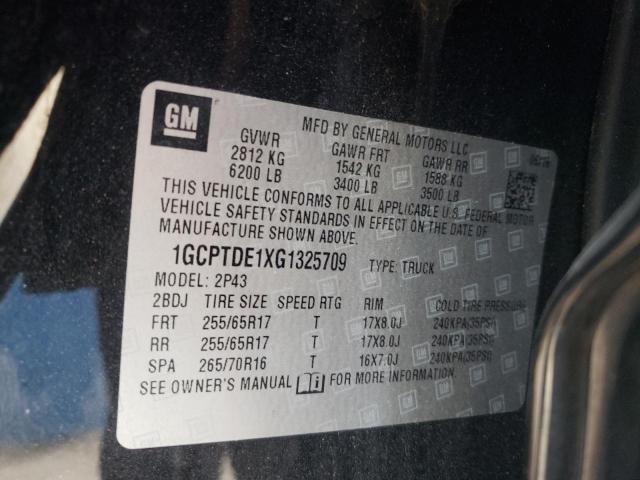 GM
MFD BY GENERAL MOTORS LLC
GVWR GAWR FRT GAWR RR
2812 KG 1542 KG 1588 KG
6200 LB 3400 LB 3500 LB
THIS VEHICLE CONFORMS TO ALL APPLICABLE U.S. FEDERAL MOTOR
VEHICLE SAFETY STANDARDS IN EFFECT ON THE DATE OF
MANUFACTURE SHOWN ABOVE.
1GCPTDE1XG1325709 TYPE: TRUCK
MODEL: 2P43
2BDJ TIRE SIZE SPEED RTG RIM COLD TIRE PRESSURE
FRT 255/65R17 T 17X8.0J 240KPA(35PSI)
RR 255/65R17 T 17X8.0J 240KPA(35PSI)
SPA 265/70R16 T 16X7.0J 240KPA(35PSI)
SEE OWNER'S MANUAL FOR MORE INFORMATION.